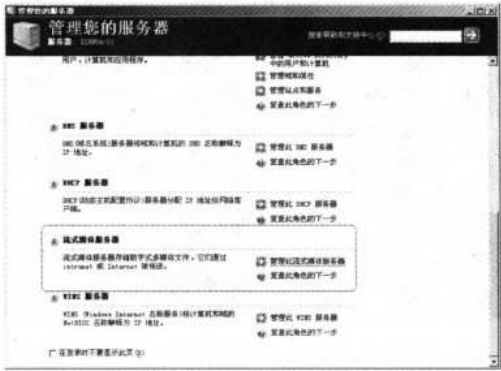 管理您的服务器
管理您的服务器
服务器:
搜索帮助和支持中心
用户，计算机和应用程序。
中的用户和计算机
管理域和信任
管理站点和服务
复查此角色的下一步
DNS 服务器
DNS(域名系统)服务器将域和计算机的 DNS 名称解释为
IP 地址。
管理此 DNS 服务器
复查此角色的下一步
DHCP 服务器
DHCP(动态主机配置协议)服务器分配 IP 地址给网络客
户端。
管理此 DHCP 服务器
复查此角色的下一步
流式媒体服务器
流式媒体服务器存储数字式多媒体文件，它们通过
intranet 或 Internet 被传送。
管理此流式媒体服务器
复查此角色的下一步
WINS 服务器
WINS (Windows Internet 名称服务)将计算机和域的
NetBIOS 名称解释为 IP 地址。
管理此 WINS 服务器
复查此角色的下一步
在登录时不要显示此页(D)